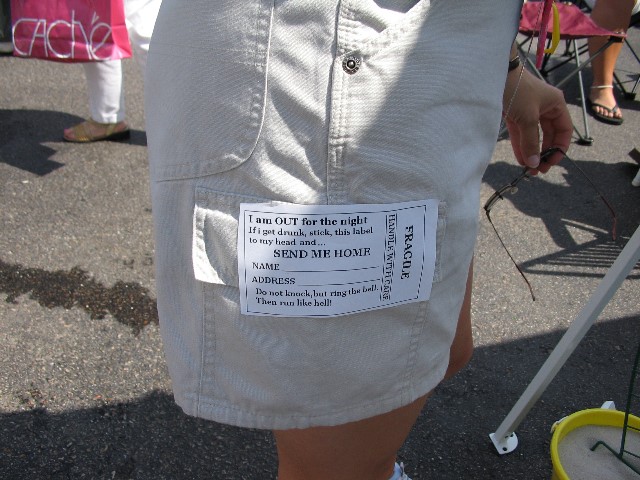 caché
I am OUT for the night
If i get drunk, stick, this label
to my head and...
SEND ME HOME
NAME
ADDRESS
Do not knock,but ring the bell.
Then run like hell!
HANDLE WITH CARE
FRAGILE